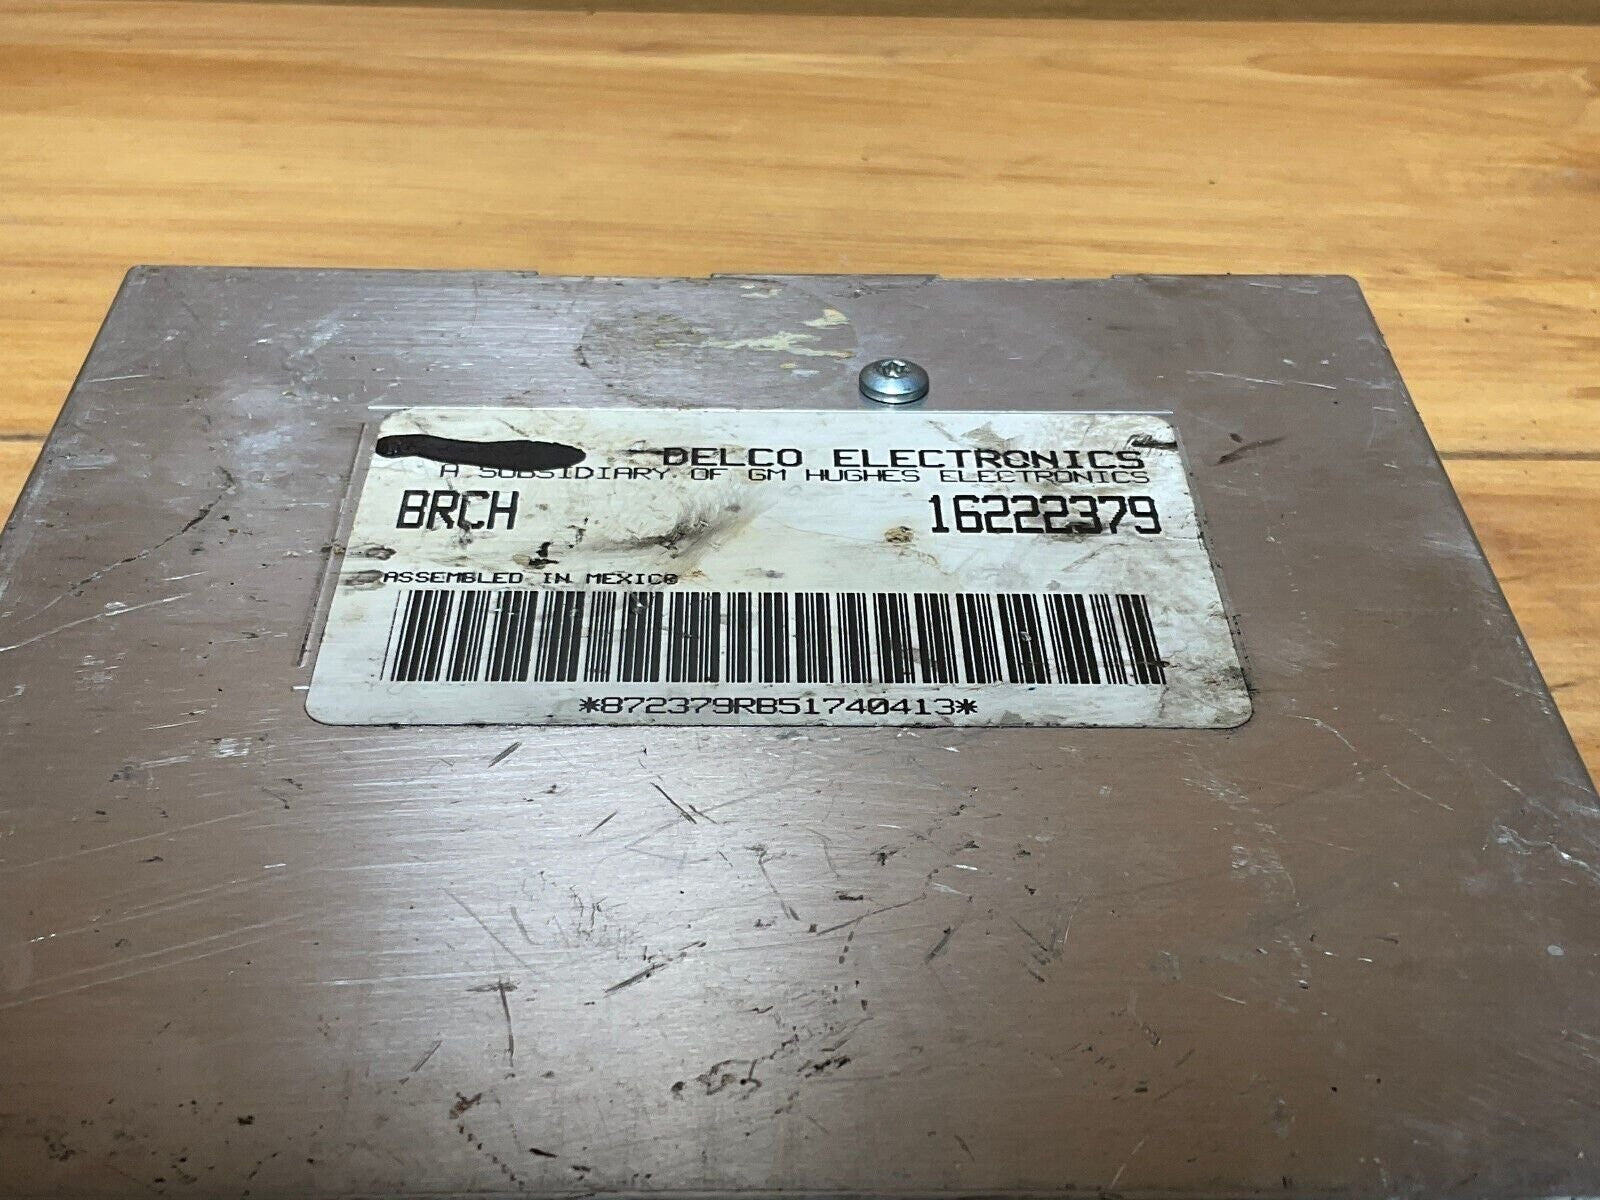 DELCO ELECTRONICS
A SUBSIDIARY OF GM HUGHES ELECTRONICS
BRCH 16222379
ASSEMBLED IN MEXICO
*872379RB51740413*